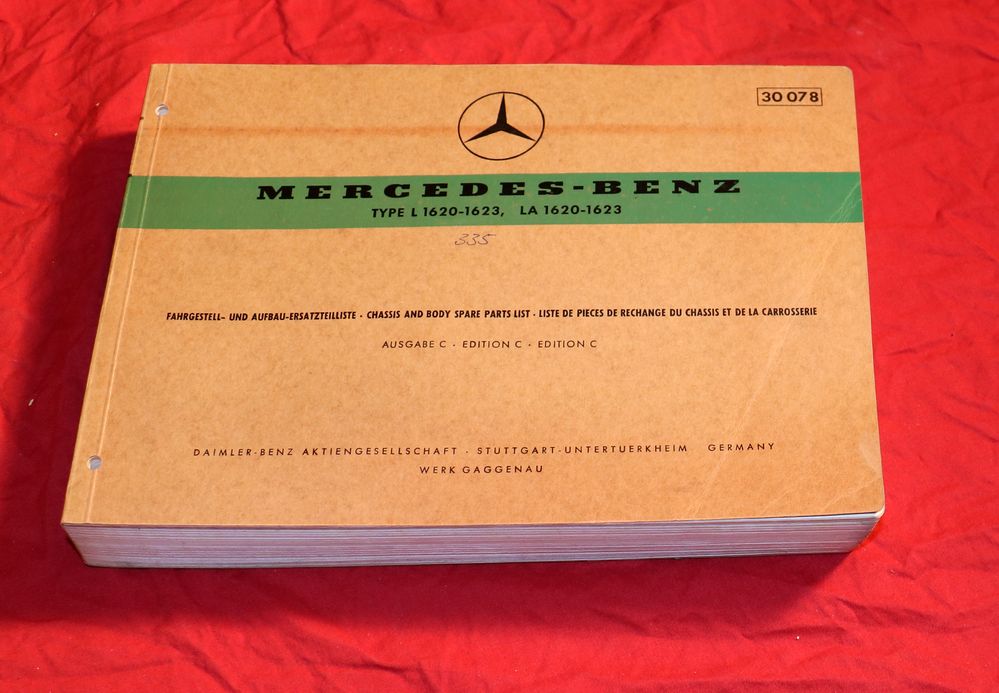 30 078
MERCEDES-BENZ
TYPE L 1620-1623, LA 1620-1623
335
FAHRGESTELL- UND AUFBAU-ERSATZTEILLISTE · CHASSIS AND BODY SPARE PARTS LIST · LISTE DE PIECES DE RECHANGE DU CHASSIS ET DE LA CARROSSERIE
AUSGABE C · EDITION C · EDITION C
DAIMLER-BENZ AKTIENGESELLSCHAFT · STUTTGART-UNTERTUERKHEIM GERMANY
WERK GAGGENAU